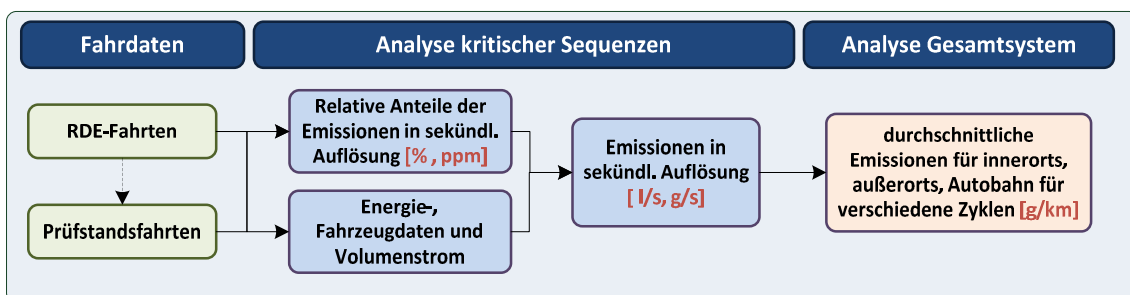 Fahrdaten
Analyse kritischer Sequenzen
Analyse Gesamtsystem
RDE-Fahrten
Prüfstandsfahrten
Relative Anteile der
Emissionen in sekündl.
Auflösung [% , ppm]
Energie-,
Fahrzeugdaten und
Volumenstrom
Emissionen in
sekündl. Auflösung
[ l/s, g/s]
durchschnittliche
Emissionen für innerorts,
außerorts, Autobahn für
verschiedene Zyklen [g/km]